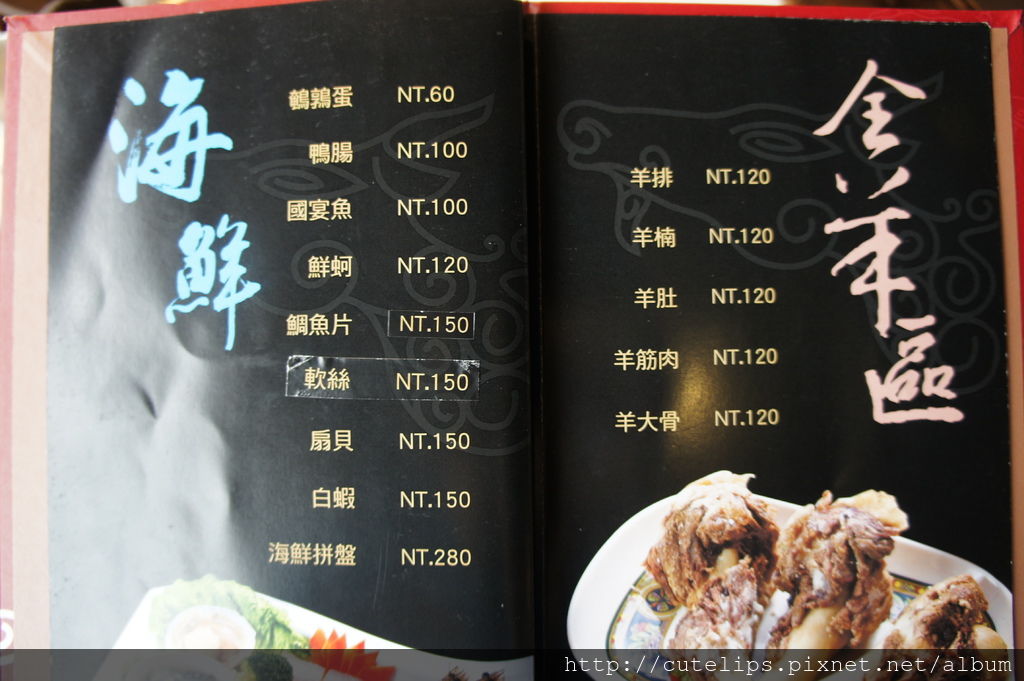 海鮮
鵪鶉蛋 NT.60
鴨腸 NT.100
國宴魚 NT.100
鮮蚵 NT.120
鯛魚片 NT.150
軟絲 NT.150
扇貝 NT.150
白蝦 NT.150
海鮮拼盤 NT.280
全羊區
羊排 NT.120
羊楠 NT.120
羊肚 NT.120
羊筋肉 NT.120
羊大骨 NT.120
http://cutelips.pixnet.net/album